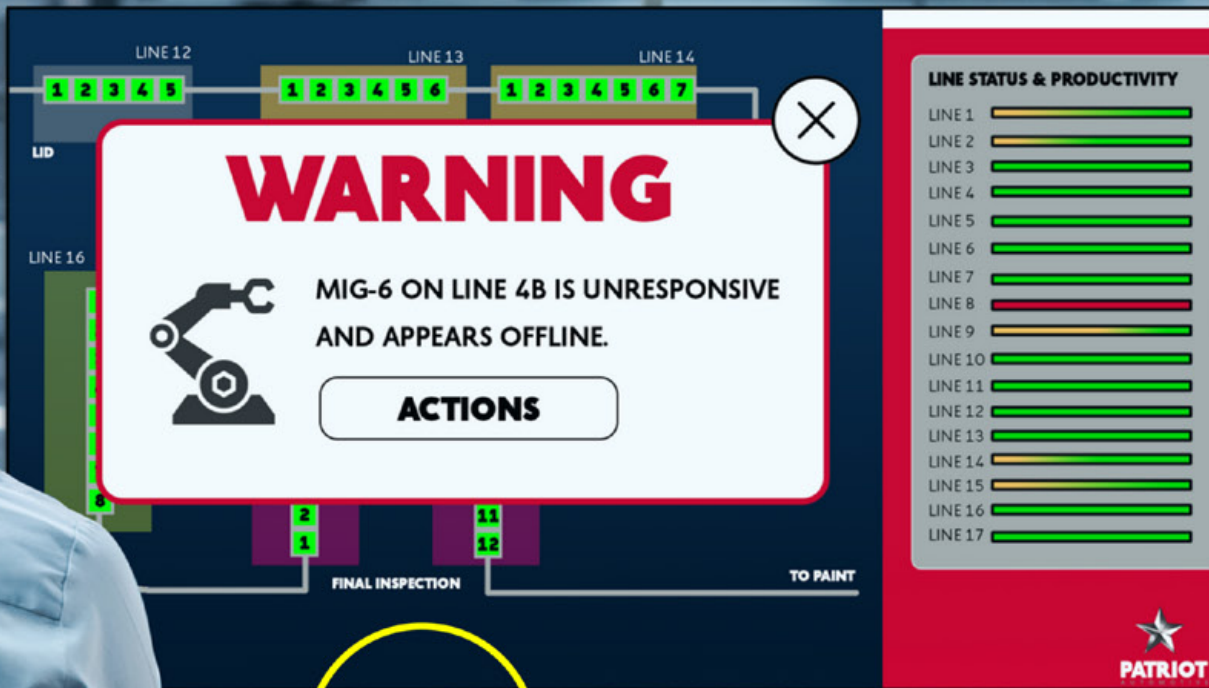 LINE 12
LINE 13
LINE 14
1 2 3 4 5
1 2 3 4 5 6
1 2 3 4 5 6 7
LID
WARNING
LINE 16
MIG-6 ON LINE 4B IS UNRESPONSIVE
AND APPEARS OFFLINE.
ACTIONS
8
2
1
11
12
FINAL INSPECTION
TO PAINT
LINE STATUS & PRODUCTIVITY
LINE 1
LINE 2
LINE 3
LINE 4
LINE 5
LINE 6
LINE 7
LINE 8
LINE 9
LINE 10
LINE 11
LINE 12
LINE 13
LINE 14
LINE 15
LINE 16
LINE 17
PATRIOT